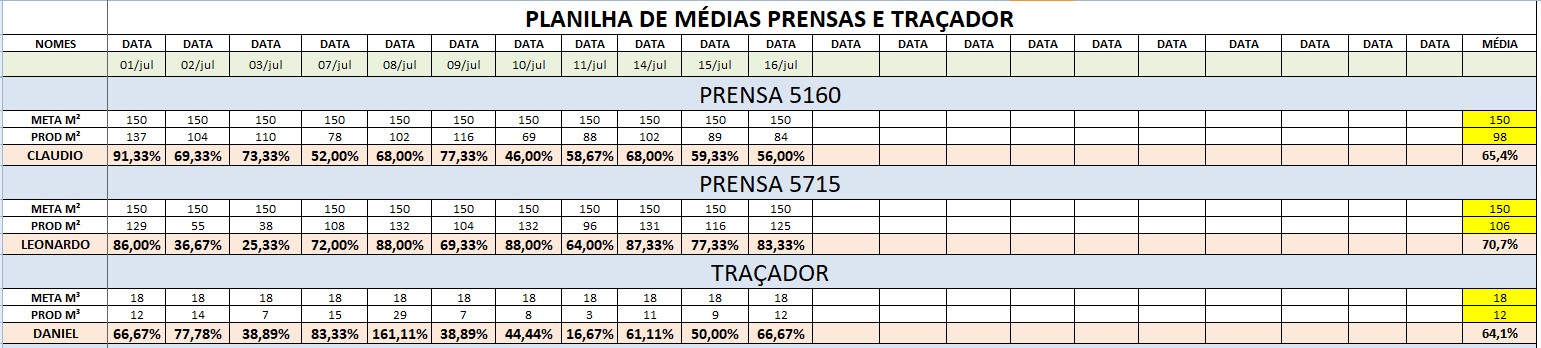 PLANILHA DE MÉDIAS PRENSAS E TRAÇADOR
NOMES DATA DATA DATA DATA DATA DATA DATA DATA DATA DATA DATA DATA DATA DATA DATA DATA DATA DATA DATA DATA DATA DATA MÉDIA
01/jul 02/jul 03/jul 07/jul 08/jul 09/jul 10/jul 11/jul 14/jul 15/jul 16/jul
PRENSA 5160
META M² 150 150 150 150 150 150 150 150 150 150 150 150
PROD M² 137 104 110 78 102 116 69 88 102 89 84 98
CLAUDIO 91,33% 69,33% 73,33% 52,00% 68,00% 77,33% 46,00% 58,67% 68,00% 59,33% 56,00% 65,4%
PRENSA 5715
META M² 150 150 150 150 150 150 150 150 150 150 150 150
PROD M² 129 55 38 108 132 104 132 96 131 116 125 106
LEONARDO 86,00% 36,67% 25,33% 72,00% 88,00% 69,33% 88,00% 64,00% 87,33% 77,33% 83,33% 70,7%
TRAÇADOR
META M³ 18 18 18 18 18 18 18 18 18 18 18 18
PROD M³ 12 14 7 15 29 7 8 3 11 9 12 12
DANIEL 66,67% 77,78% 38,89% 83,33% 161,11% 38,89% 44,44% 16,67% 61,11% 50,00% 66,67% 64,1%